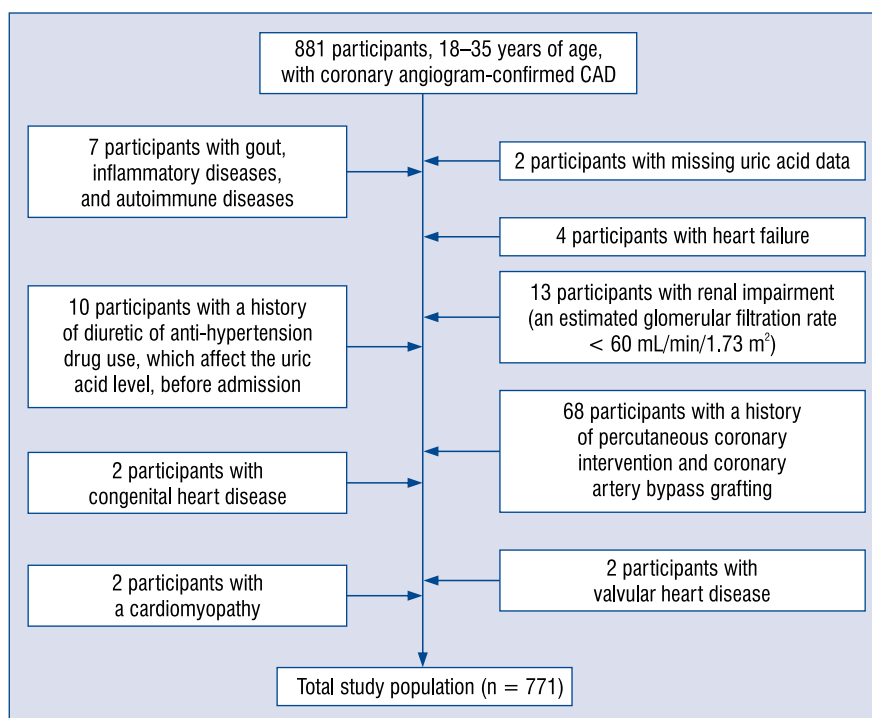 881 participants, 18–35 years of age,
with coronary angiogram-confirmed CAD
7 participants with gout,
inflammatory diseases,
and autoimmune diseases
2 participants with missing uric acid data
4 participants with heart failure
10 participants with a history
of diuretic of anti-hypertension
drug use, which affect the uric
acid level, before admission
13 participants with renal impairment
(an estimated glomerular filtration rate
< 60 mL/min/1.73 m²)
68 participants with a history
of percutaneous coronary
intervention and coronary
artery bypass grafting
2 participants with
congenital heart disease
2 participants with
a cardiomyopathy
2 participants with
valvular heart disease
Total study population (n = 771)